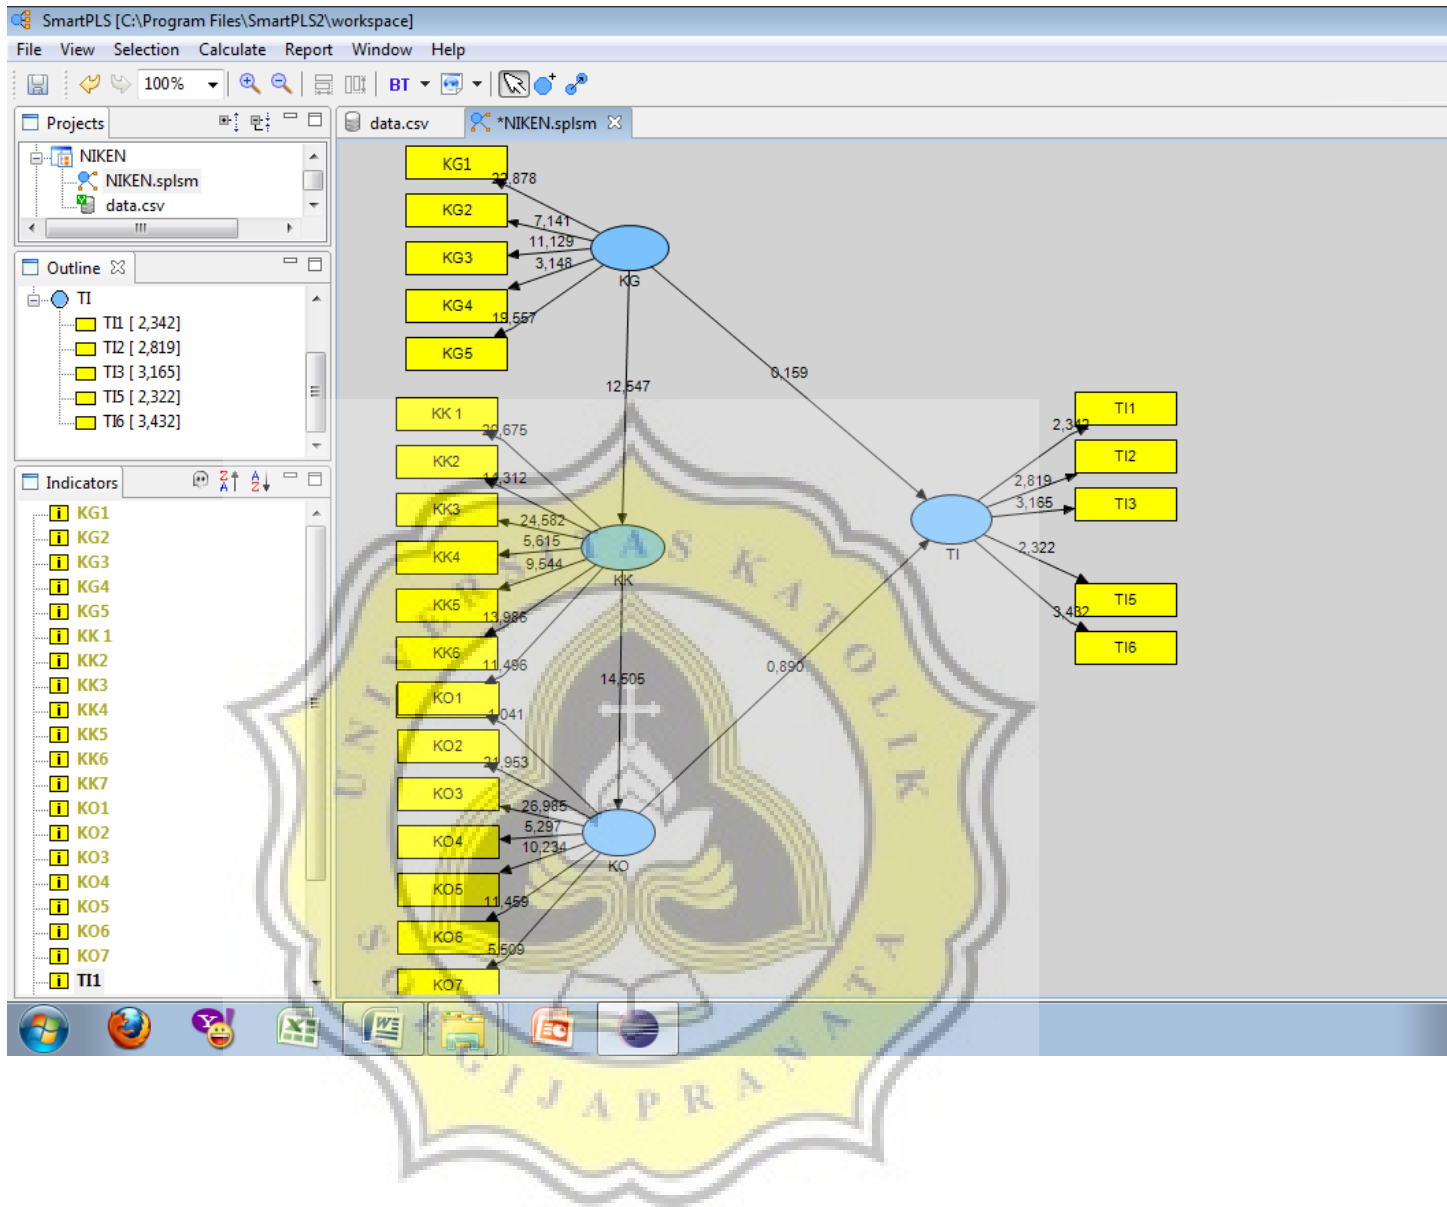 SmartPLS [C:\Program Files\SmartPLS2\workspace]
File View Selection Calculate Report Window Help
100% BT
Projects
NIKEN
NIKEN.splsm
data.csv
Outline
TI
TI1 [ 2,342]
TI2 [ 2,819]
TI3 [ 3,165]
TI5 [ 2,322]
TI6 [ 3,432]
Indicators
KG1
KG2
KG3
KG4
KG5
KK 1
KK2
KK3
KK4
KK5
KK6
KK7
KO1
KO2
KO3
KO4
KO5
KO6
KO7
TI1
data.csv *NIKEN.splsm
KG1
22,878
KG2
7,141
11,129
KG3
3,148
KG
KG4
19,557
KG5
0,159
12,547
KK 1
20,675
KK2
14,312
KK3
24,582
5,615
KK4
9,544
KK
KK5
13,986
KK6
11,496
14,505
KO1
KO2
21,953
KO3
26,985
5,297
KO4
10,234
KO
KO5
11,459
KO6
5,509
KO7
0,890
TI1
2,342
TI2
2,819
3,165
TI3
TI
2,322
TI5
3,432
TI6
UNIVERSITAS KATOLIK
SOEGIJAPRANATA